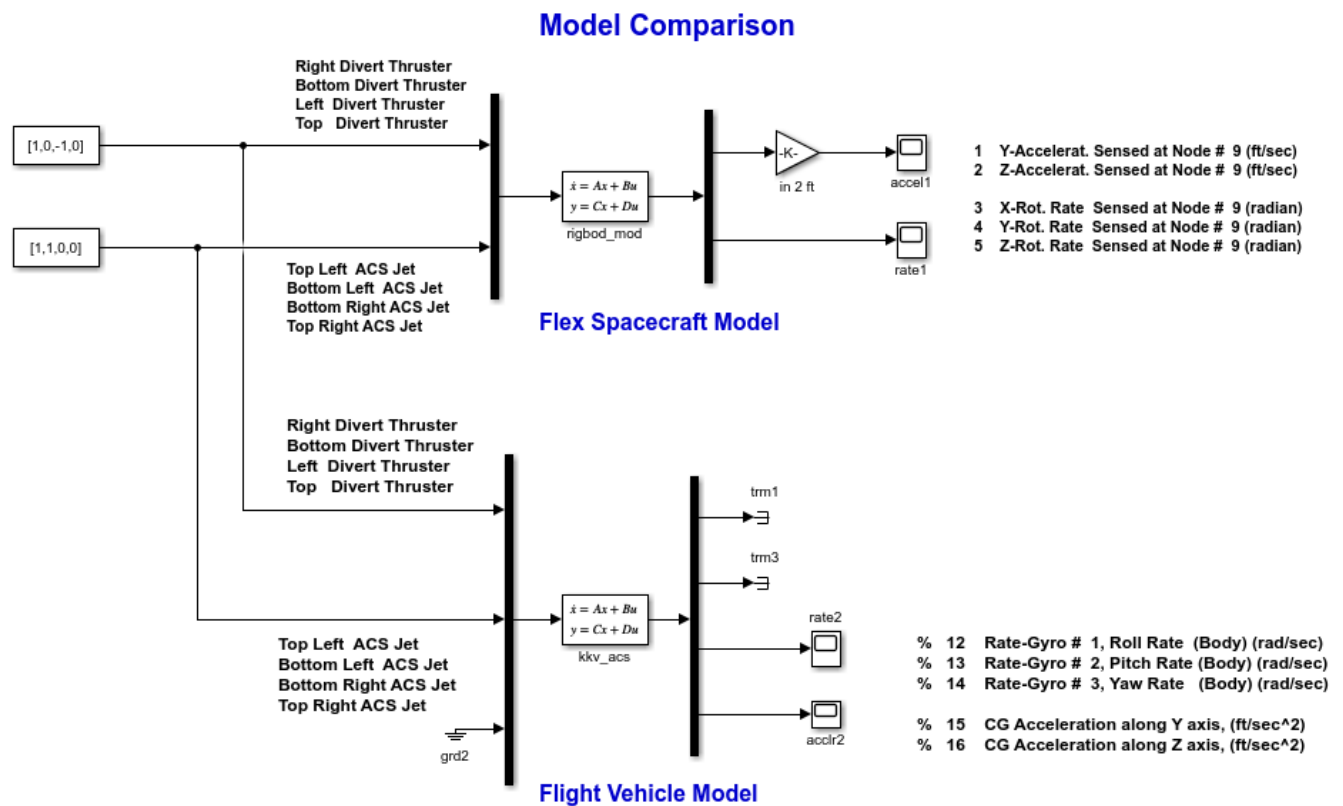 Model Comparison
Right Divert Thruster
Bottom Divert Thruster
Left  Divert Thruster
Top   Divert Thruster
[1,0,-1,0]
-K-
in 2 ft
accel1
1    Y-Accelerat. Sensed at Node #  9 (ft/sec)
2    Z-Accelerat. Sensed at Node #  9 (ft/sec)
ẋ = Ax + Bu
y = Cx + Du
rigbod_mod
3    X-Rot. Rate  Sensed at Node #  9 (radian)
4    Y-Rot. Rate  Sensed at Node #  9 (radian)
5    Z-Rot. Rate  Sensed at Node #  9 (radian)
[1,1,0,0]
rate1
Top Left  ACS Jet
Bottom Left  ACS Jet
Bottom Right ACS Jet
Top Right ACS Jet
Flex Spacecraft Model
Right Divert Thruster
Bottom Divert Thruster
Left  Divert Thruster
Top   Divert Thruster
trm1
trm3
ẋ = Ax + Bu
y = Cx + Du
kkv_acs
rate2
Top Left  ACS Jet
Bottom Left  ACS Jet
Bottom Right ACS Jet
Top Right ACS Jet
%   12    Rate-Gyro #  1, Roll Rate  (Body) (rad/sec)
%   13    Rate-Gyro #  2, Pitch Rate (Body) (rad/sec)
%   14    Rate-Gyro #  3, Yaw Rate   (Body) (rad/sec)
grd2
acclr2
%   15    CG Acceleration along Y axis, (ft/sec^2)
%   16    CG Acceleration along Z axis, (ft/sec^2)
Flight Vehicle Model